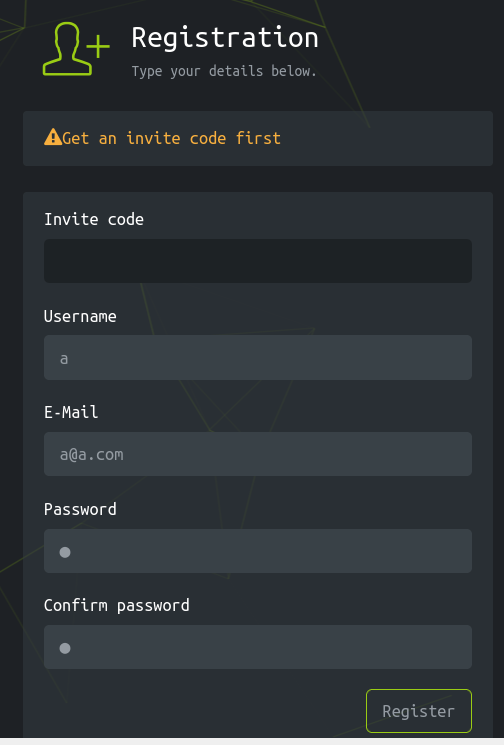 Registration
Type your details below.
Get an invite code first
Invite code
Username
a
E-Mail
a@a.com
Password
●
Confirm password
●
Register